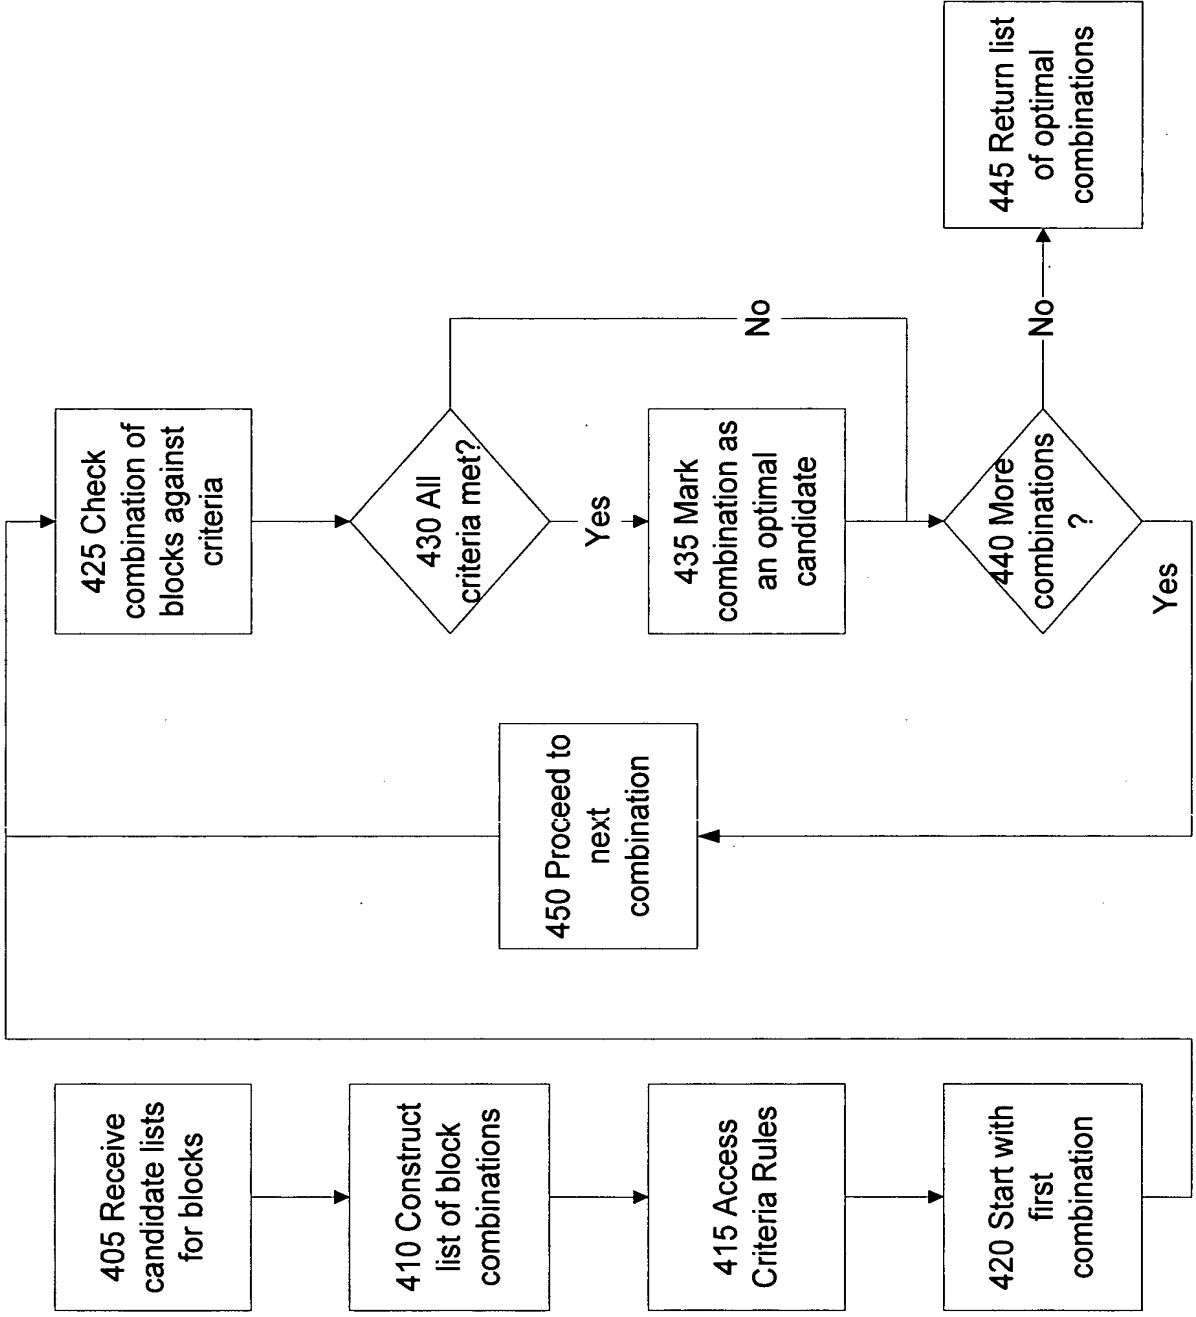 405 Receive
candidate lists
for blocks
410 Construct
list of block
combinations
415 Access
Criteria Rules
420 Start with
first
combination
425 Check
combination of
blocks against
criteria
430 All
criteria met?
Yes
No
435 Mark
combination as
an optimal
candidate
440 More
combinations
?
No
Yes
445 Return list
of optimal
combinations
450 Proceed to
next
combination